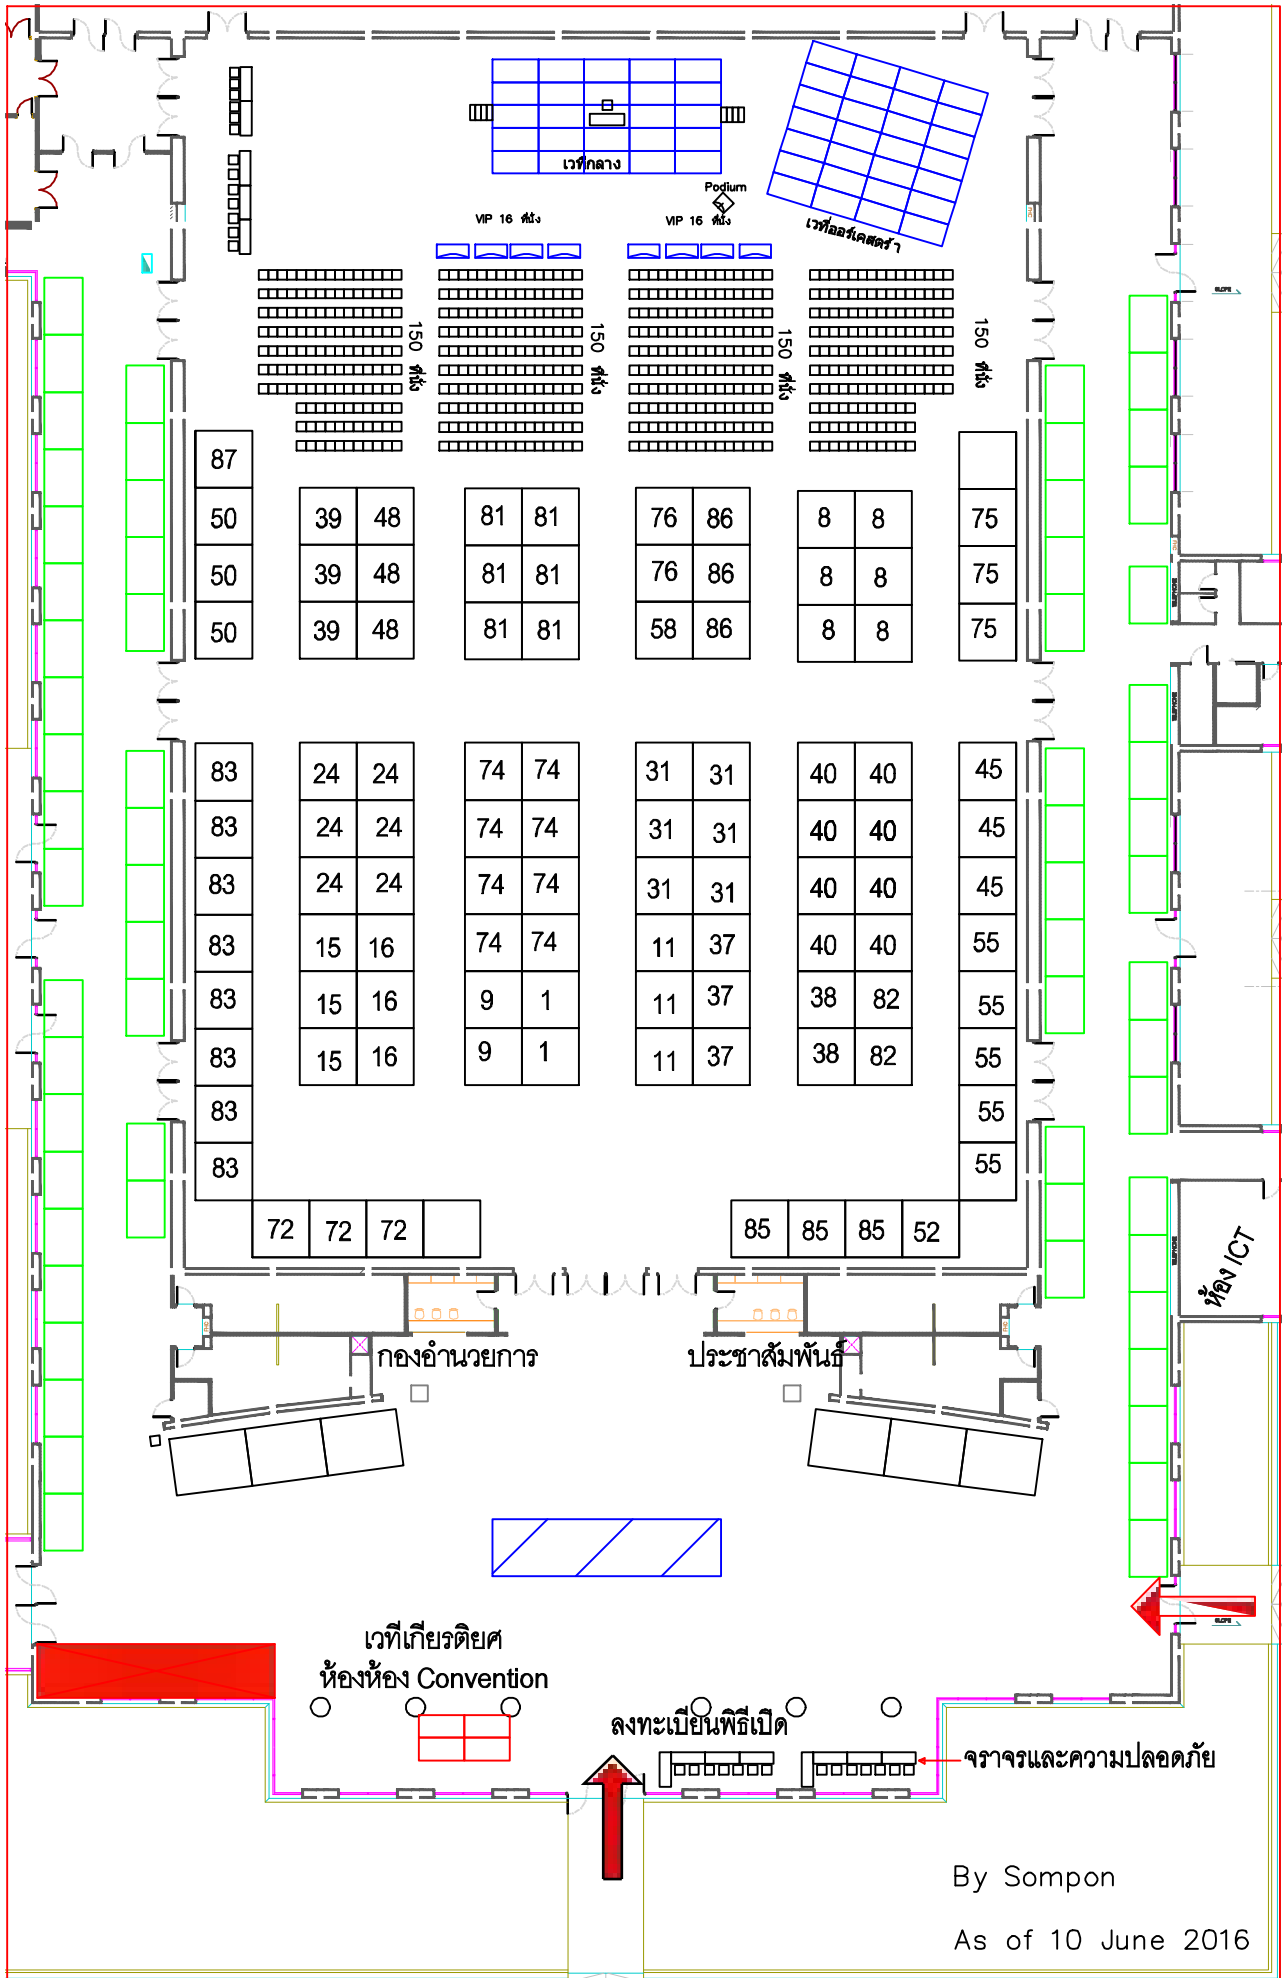 เวทีกลาง
Podium
VIP 16 ที่นั่ง
VIP 16 ที่นั่ง
เวทีออร์เคสตร้า
150 ที่นั่ง
150 ที่นั่ง
150 ที่นั่ง
150 ที่นั่ง
87
50 39 48 81 81 76 86 8 8 75
50 39 48 81 81 76 86 8 8 75
50 39 48 81 81 58 86 8 8 75
83 24 24 74 74 31 31 40 40 45
83 24 24 74 74 31 31 40 40 45
83 24 24 74 74 31 31 40 40 45
83 15 16 74 74 11 37 40 40 55
83 15 16 9 1 11 37 38 82 55
83 15 16 9 1 11 37 38 82 55
83 55
83 55
72 72 72 85 85 85 52
ห้อง ICT
กองอำนวยการ
ประชาสัมพันธ์
เวทีเกียรติยศ
ห้องห้อง Convention
ลงทะเบียนพิธีเปิด
จราจรและความปลอดภัย
By Sompon
As of 10 June 2016